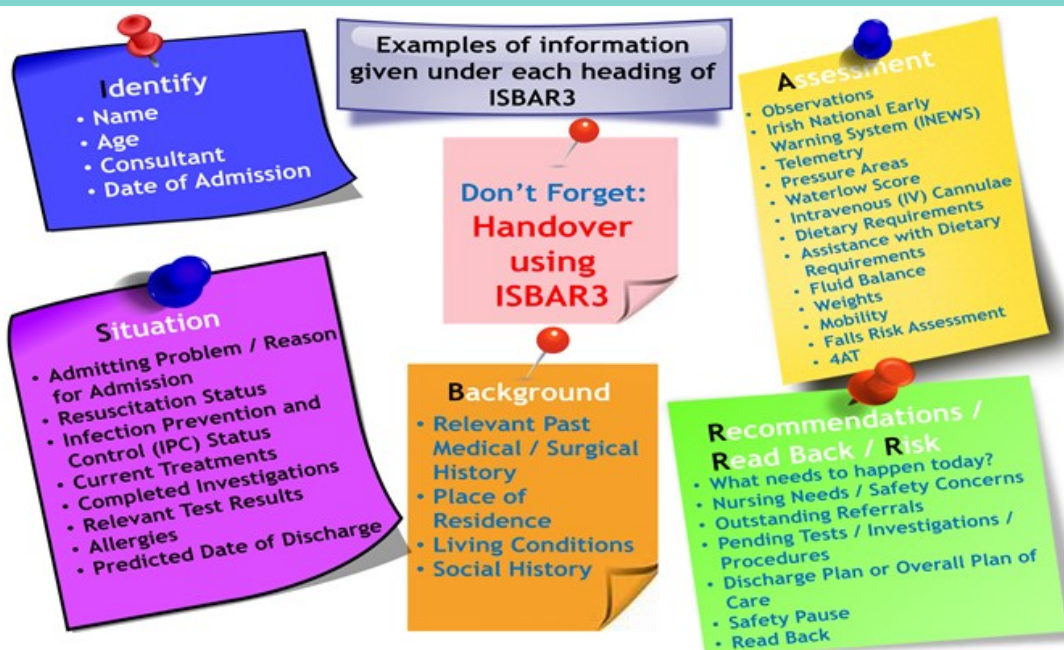 Examples of information
given under each heading of
ISBAR3
Identify
• Name
• Age
• Consultant
• Date of Admission
Don't Forget:
Handover
using
ISBAR3
Situation
• Admitting Problem / Reason
for Admission
• Resuscitation Status
• Infection Prevention and
Control (IPC) Status
• Current Treatments
• Completed Investigations
• Relevant Test Results
• Allergies
• Predicted Date of Discharge
Background
• Relevant Past
Medical / Surgical
History
• Place of
Residence
• Living Conditions
• Social History
Assessment
• Observations
• Irish National Early
Warning System (INEWS)
• Telemetry
• Pressure Areas
• Waterlow Score
• Intravenous (IV) Cannulae
• Dietary Requirements
• Assistance with Dietary
Requirements
• Fluid Balance
• Weights
• Mobility
• Falls Risk Assessment
• 4AT
Recommendations /
Read Back / Risk
• What needs to happen today?
• Nursing Needs / Safety Concerns
• Outstanding Referrals
• Pending Tests / Investigations /
Procedures
• Discharge Plan or Overall Plan of
Care
• Safety Pause
• Read Back